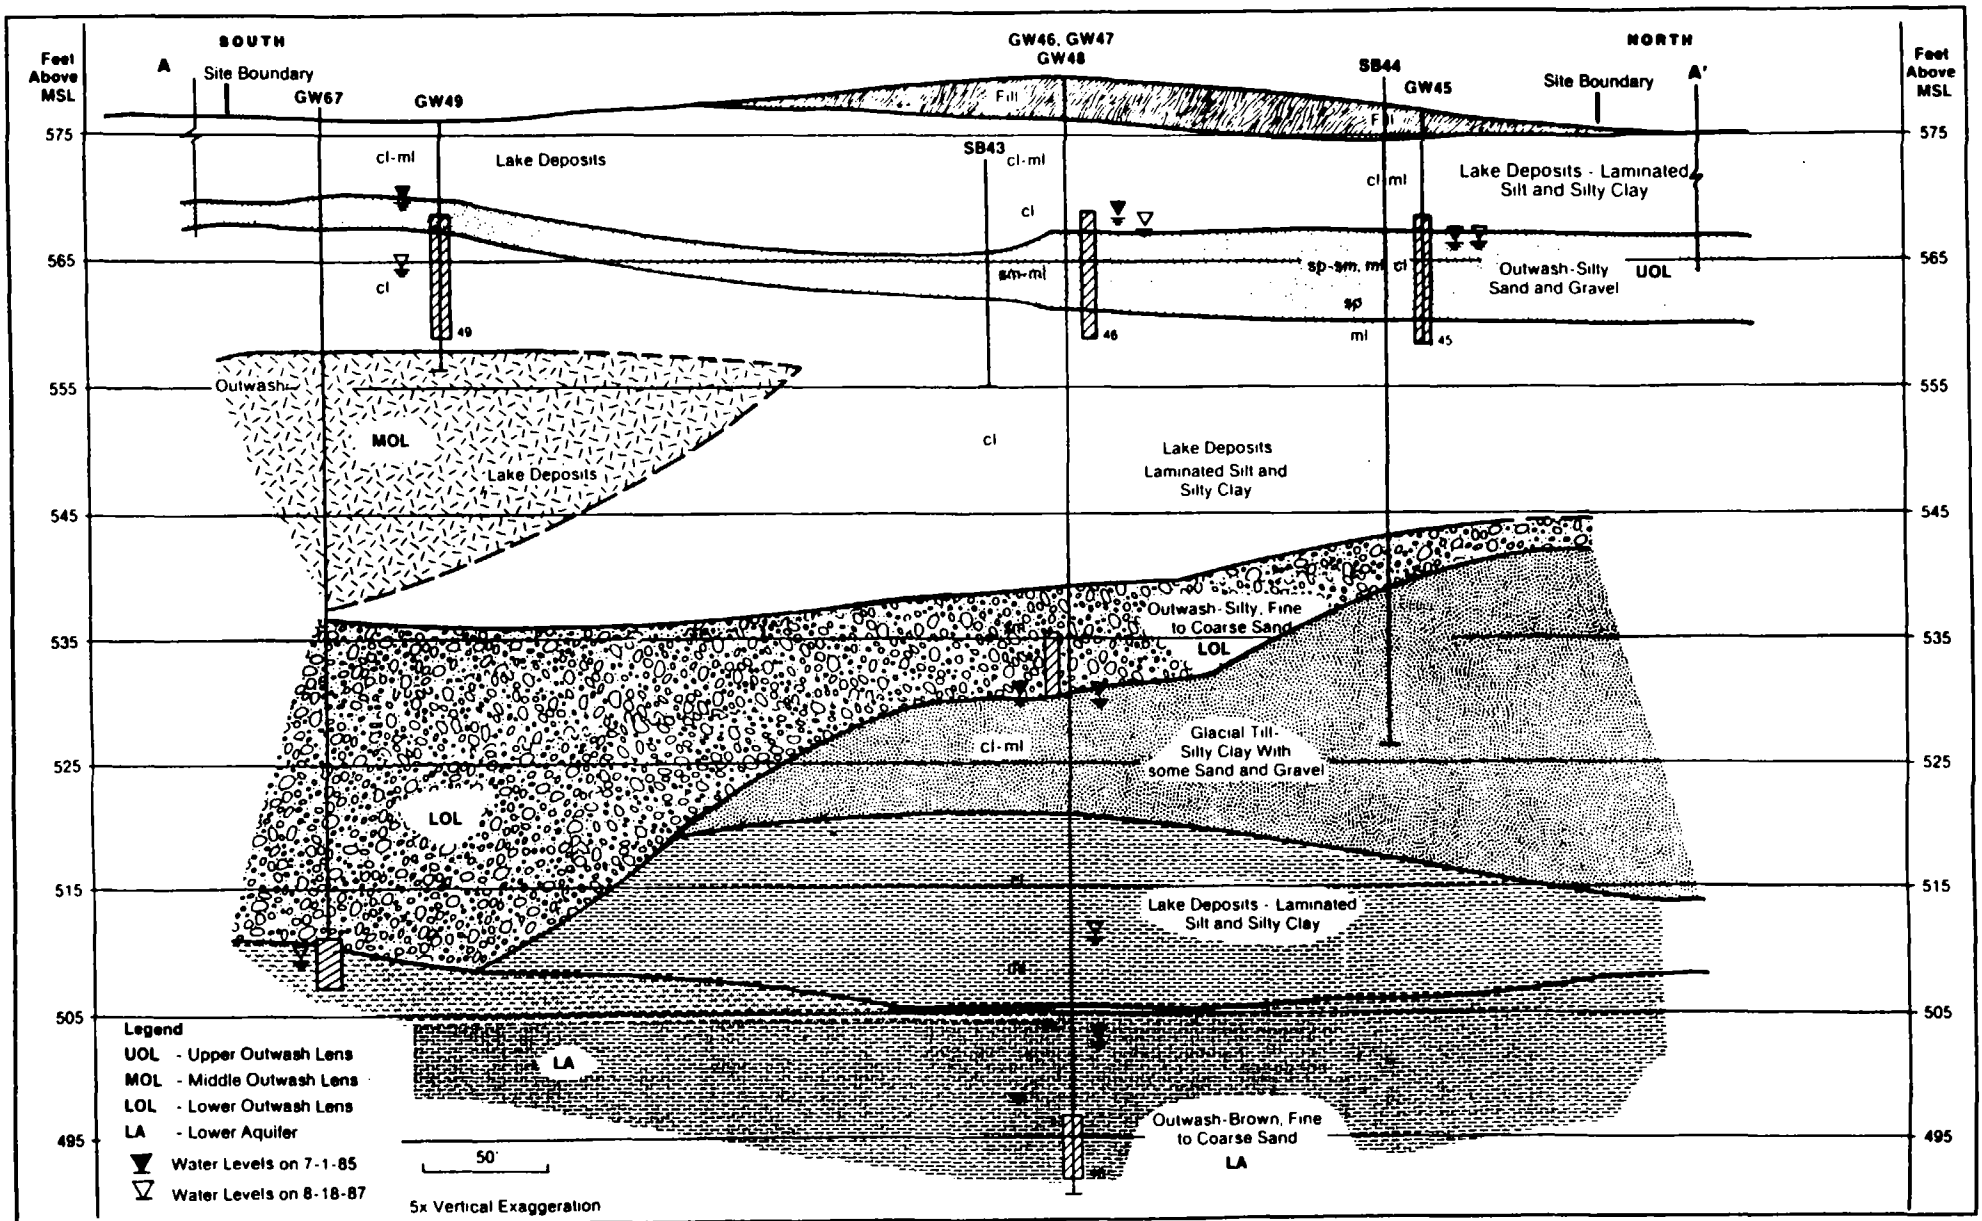 SOUTH
GW46, GW47
GW48
NORTH
Feet
Above
MSL
A
Site Boundary
GW67
GW49
SB44
GW45
Site Boundary
A'
Feet
Above
MSL
Fill
Fill
575
575
cl-ml
Lake Deposits
SB43
cl-ml
cl-ml
Lake Deposits - Laminated
Silt and Silty Clay
cl
565
565
cl
sm-ml
sp-sm, ml cl
Outwash-Silty
Sand and Gravel
UOL
sp
ml
49
46
45
555
555
Outwash
MOL
Lake Deposits
cl
Lake Deposits
Laminated Silt and
Silty Clay
545
545
Outwash-Silty, Fine
to Coarse Sand
LOL
535
535
cl-ml
Glacial Till-
Silty Clay With
some Sand and Gravel
525
525
LOL
515
515
Lake Deposits - Laminated
Silt and Silty Clay
505
505
LA
Legend
UOL - Upper Outwash Lens
MOL - Middle Outwash Lens
LOL - Lower Outwash Lens
LA - Lower Aquifer
Water Levels on 7-1-85
Water Levels on 8-18-87
495
495
50'
5x Vertical Exaggeration
Outwash-Brown, Fine
to Coarse Sand
LA